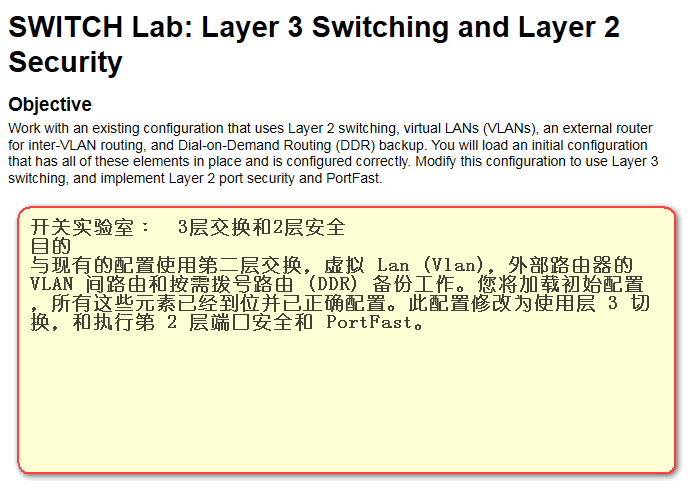 SWITCH Lab: Layer 3 Switching and Layer 2
Security
Objective
Work with an existing configuration that uses Layer 2 switching, virtual LANs (VLANs), an external router
for inter-VLAN routing, and Dial-on-Demand Routing (DDR) backup. You will load an initial configuration
that has all of these elements in place and is configured correctly. Modify this configuration to use Layer 3
switching, and implement Layer 2 port security and PortFast.
开关实验室： 3层交换和2层安全
目的
与现有的配置使用第二层交换，虚拟 Lan (Vlan)，外部路由器的
VLAN 间路由和按需拨号路由 (DDR) 备份工作。您将加载初始配置
，所有这些元素已经到位并已正确配置。此配置修改为使用层 3 切
换，和执行第 2 层端口安全和 PortFast。